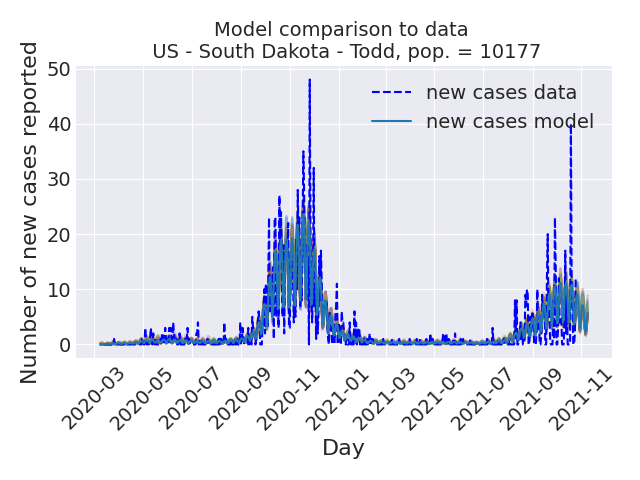 Model comparison to data
US - South Dakota - Todd, pop. = 10177
Number of new cases reported
50
40
30
20
10
0
new cases data
new cases model
2020-03
2020-05
2020-07
2020-09
2020-11
2021-01
2021-03
2021-05
2021-07
2021-09
2021-11
Day